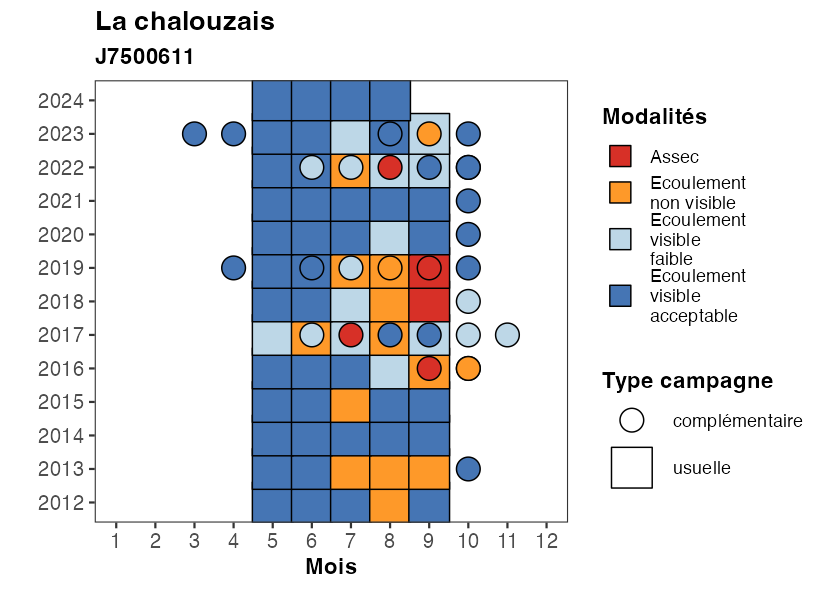 La chalouzais
J7500611
2024
2023
2022
2021
2020
2019
2018
2017
2016
2015
2014
2013
2012
1 2 3 4 5 6 7 8 9 10 11 12
Mois
Modalités
Assec
Ecoulement
non visible
Ecoulement
visible
faible
Ecoulement
visible
acceptable
Type campagne
complémentaire
usuelle